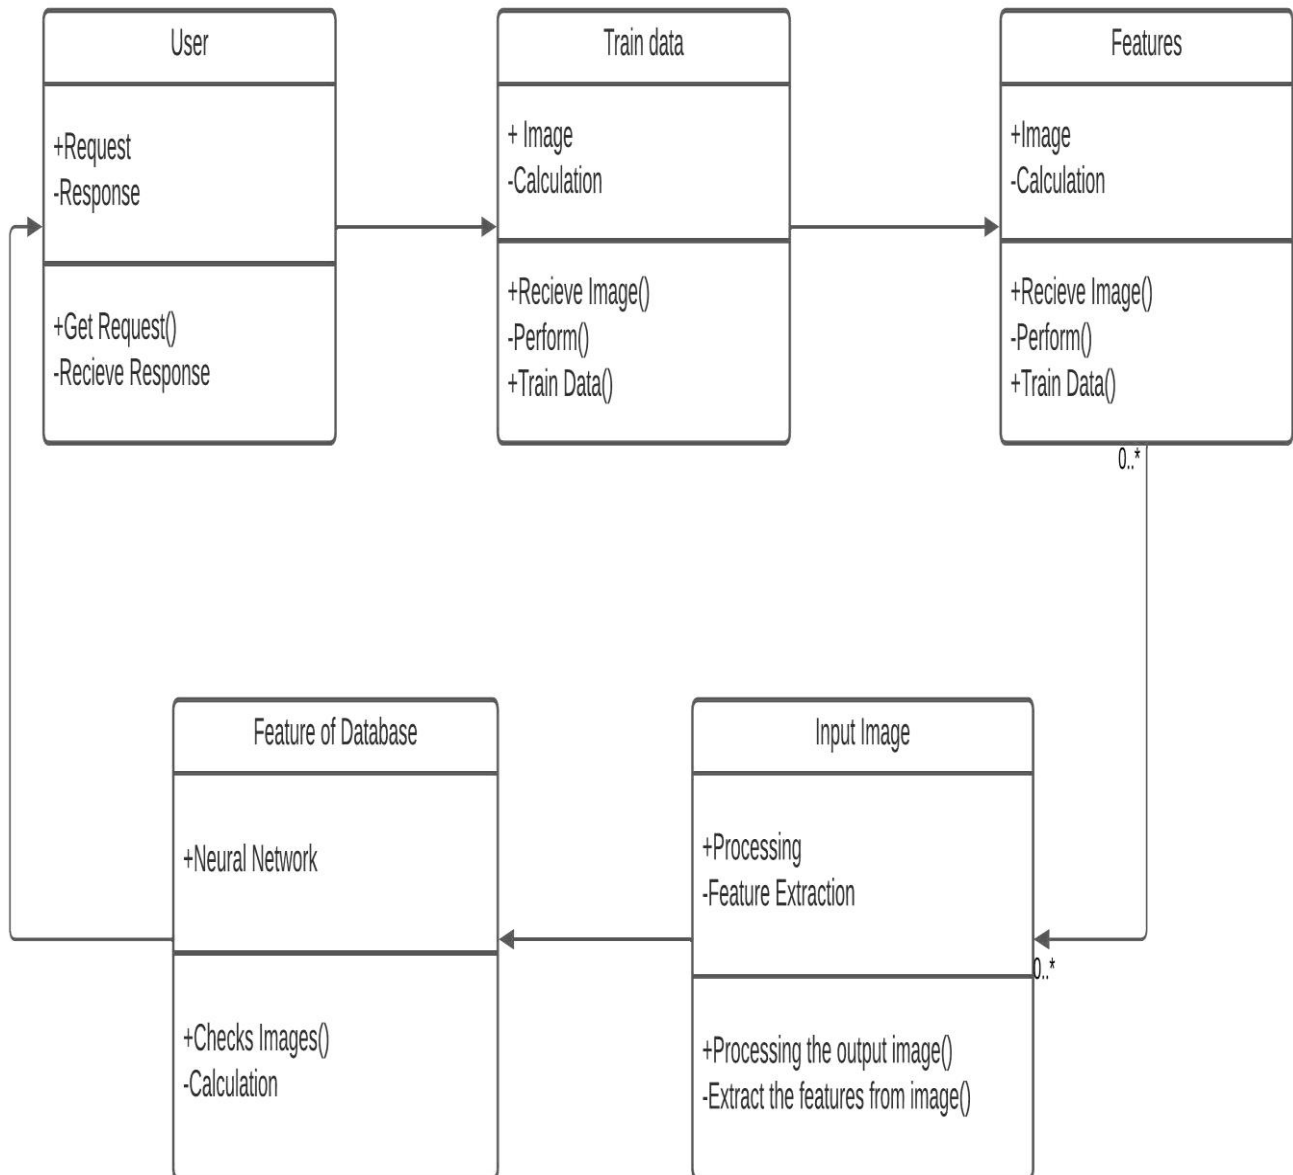 User
+Request
-Response
+Get Request()
-Recieve Response
Train data
+ Image
-Calculation
+Recieve Image()
-Perform()
+Train Data()
Features
+Image
-Calculation
+Recieve Image()
-Perform()
+Train Data()
0..*
Feature of Database
+Neural Network
+Checks Images()
-Calculation
Input Image
+Processing
-Feature Extraction
0..*
+Processing the output image()
-Extract the features from image()